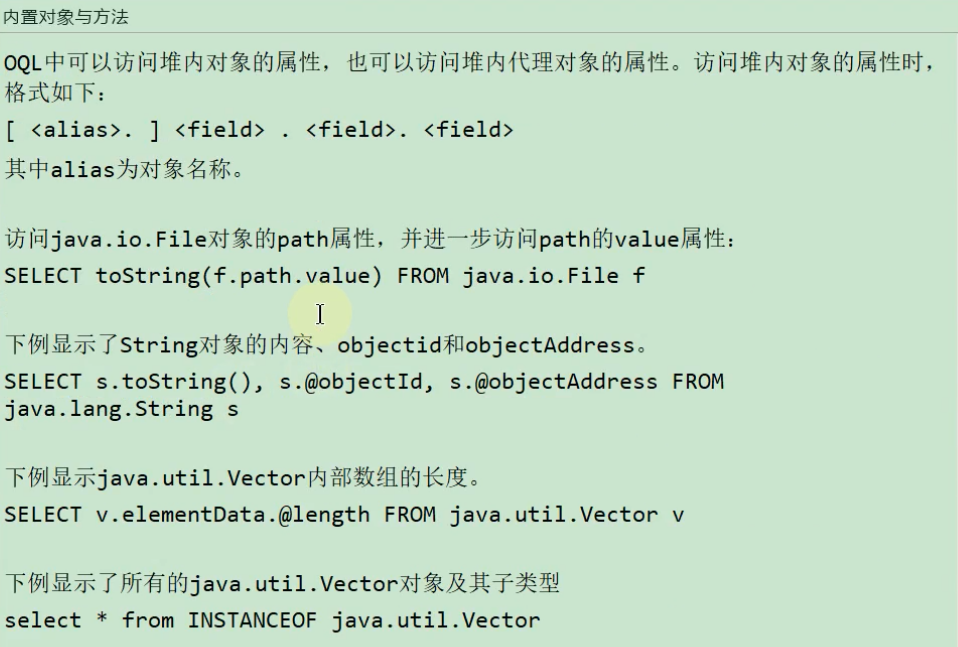 内置对象与方法
OQL中可以访问堆内对象的属性，也可以访问堆内代理对象的属性。访问堆内对象的属性时，
格式如下：
[ <alias>. ] <field> . <field>. <field>
其中alias为对象名称。
访问java.io.File对象的path属性，并进一步访问path的value属性：
SELECT toString(f.path.value) FROM java.io.File f
下例显示了String对象的内容、objectid和objectAddress。
SELECT s.toString(), s.@objectId, s.@objectAddress FROM
java.lang.String s
下例显示java.util.Vector内部数组的长度。
SELECT v.elementData.@length FROM java.util.Vector v
下例显示了所有的java.util.Vector对象及其子类型
select * from INSTANCEOF java.util.Vector